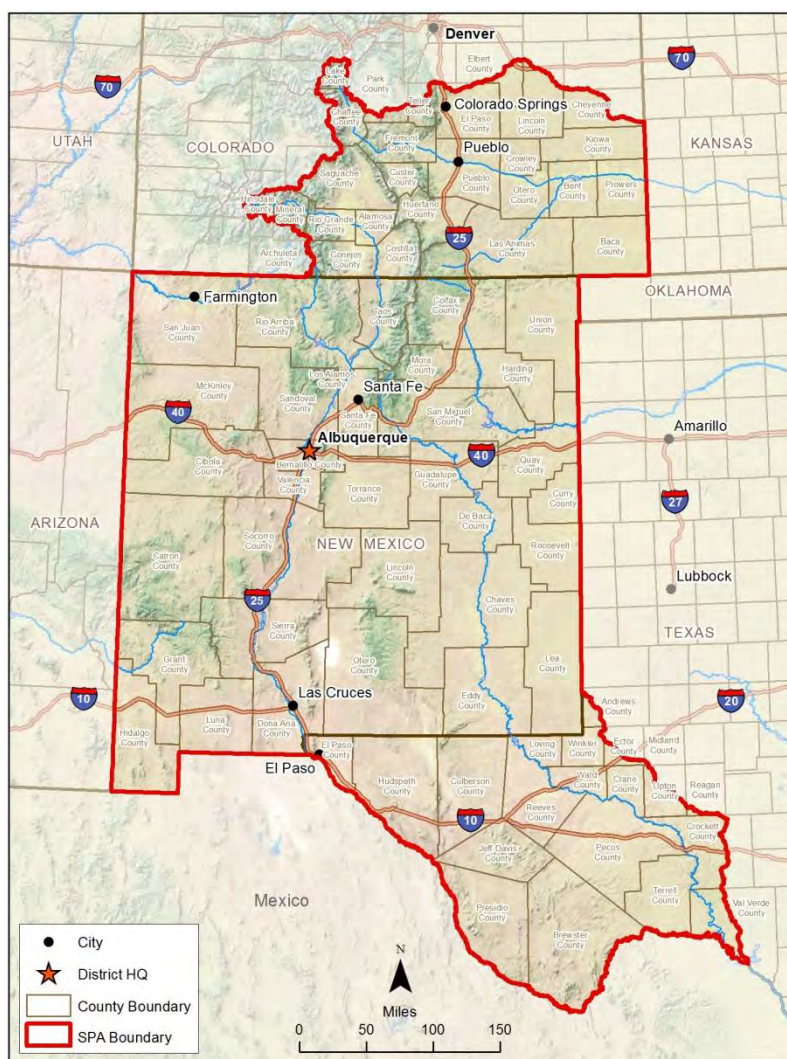 Denver
70
Elbert
County
70
Lake
County
Park
County
Teller
County
Colorado Springs
Cheyenne
County
El Paso
County
Lincoln
County
Chaffee
County
UTAH
COLORADO
Fremont
County
Pueblo
Kiowa
County
KANSAS
Crowley
County
Saguache
County
Custer
County
Pueblo
County
Otero
County
Bent
County
Prowers
County
Hinsdale
County
Mineral
County
Rio Grande
County
Alamosa
County
Huerfano
County
25
Las Animas
County
Baca
County
Archuleta
County
Conejos
County
Costilla
County
Farmington
OKLAHOMA
San Juan
County
Rio Arriba
County
Taos
County
Colfax
County
Union
County
Mora
County
Harding
County
Los Alamos
County
McKinley
County
Sandoval
County
Santa Fe
Santa Fe
County
San Miguel
County
40
Albuquerque
40
Amarillo
Cibola
County
Bernalillo County
Valencia
County
Torrance
County
Guadalupe
County
Quay
County
Curry
County
27
ARIZONA
Socorro
County
NEW MEXICO
De Baca
County
Roosevelt
County
Catron
County
Lincoln
County
Lubbock
25
Chaves
County
TEXAS
Sierra
County
Grant
County
Otero
County
Lea
County
10
Las Cruces
Eddy
County
Andrews
County
20
Hidalgo
County
Luna
County
Dona Ana
County
El Paso
County
El Paso
Loving
County
Winkler
County
Ector
County
Midland
County
Hudspeth
County
Culberson
County
Ward
County
Crane
County
Upton
County
Reagan
County
Reeves
County
10
Crockett
County
Jeff Davis
County
Pecos
County
Mexico
Presidio
County
Terrell
County
Val Verde
County
Brewster
County
City
District HQ
County Boundary
SPA Boundary
N
Miles
0 50 100 150